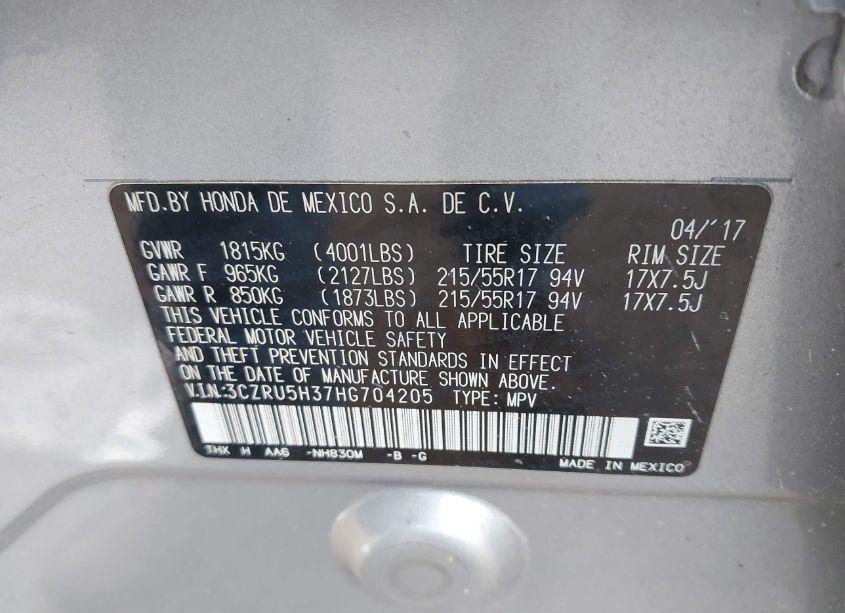 MFD.BY HONDA DE MEXICO S.A. DE C.V.
04/'17
GVWR 1815KG (4001LBS) TIRE SIZE RIM SIZE
GAWR F 965KG (2127LBS) 215/55R17 94V 17X7.5J
GAWR R 850KG (1873LBS) 215/55R17 94V 17X7.5J
THIS VEHICLE CONFORMS TO ALL APPLICABLE
FEDERAL MOTOR VEHICLE SAFETY
AND THEFT PREVENTION STANDARDS IN EFFECT
ON THE DATE OF MANUFACTURE SHOWN ABOVE.
V.I.N.:3CZRU5H37HG704205 TYPE: MPV
THX H AA6 -NH830M -B -G
MADE IN MEXICO